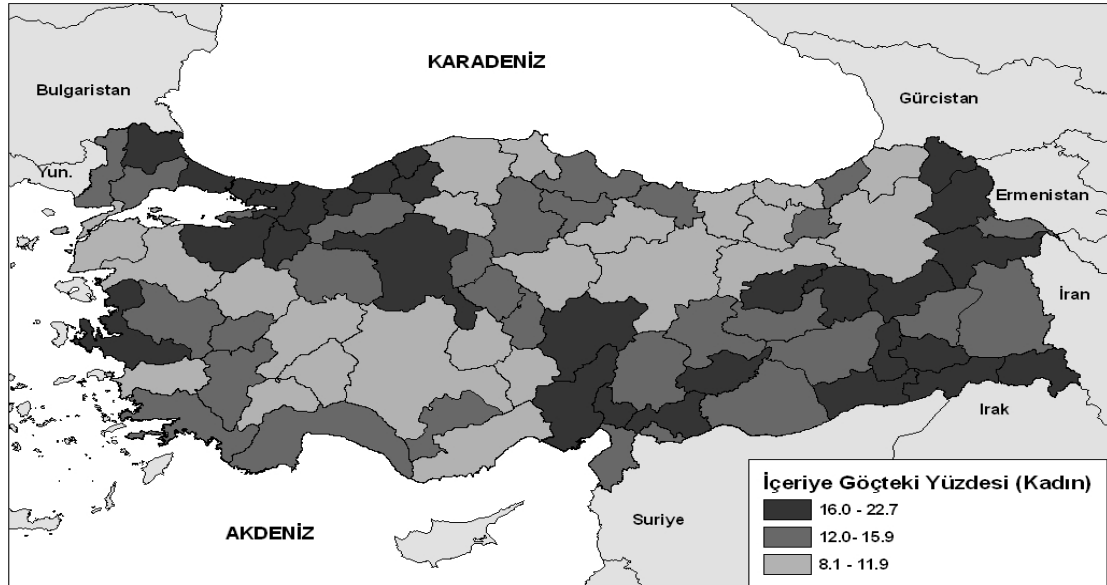 KARADENİZ
Bulgaristan
Gürcistan
Yun.
Ermenistan
İran
Irak
Suriye
AKDENİZ
İçeriye Göçteki Yüzdesi (Kadın)
16.0 - 22.7
12.0- 15.9
8.1 - 11.9